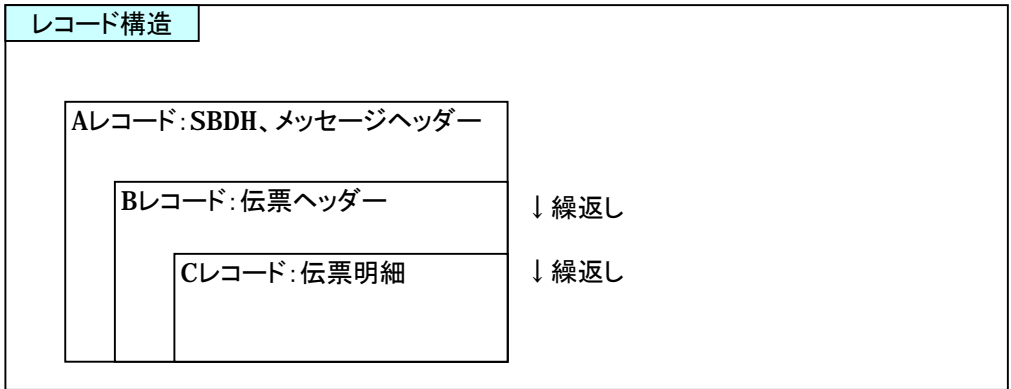 レコード構造
Aレコード：SBDH、メッセージヘッダー
Bレコード：伝票ヘッダー
↓繰返し
Cレコード：伝票明細
↓繰返し